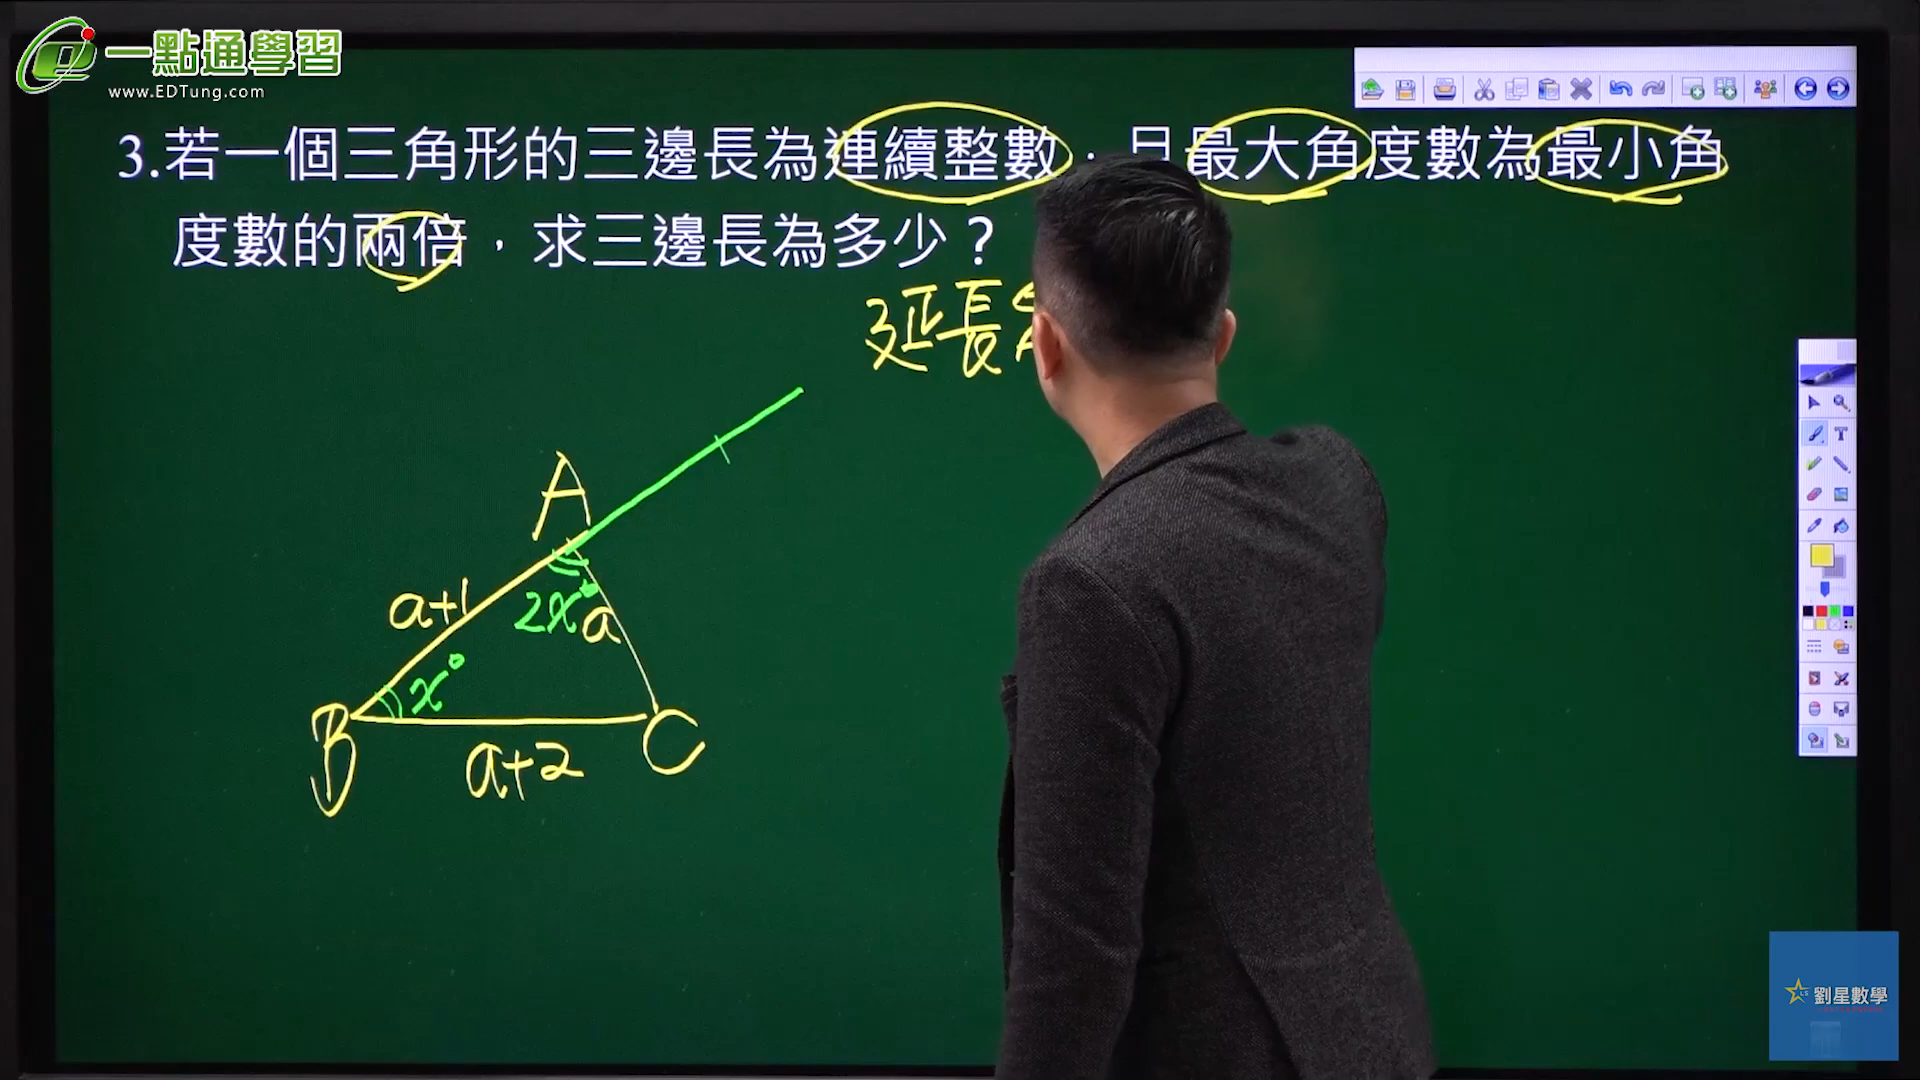 一點通學習
www.EDTung.com
3.若一個三角形的三邊長為連續整數，且最大角度數為最小角
度數的兩倍，求三邊長為多少？
延長
A
a+1
2x°
a
x°
B
C
a+2
劉星數學